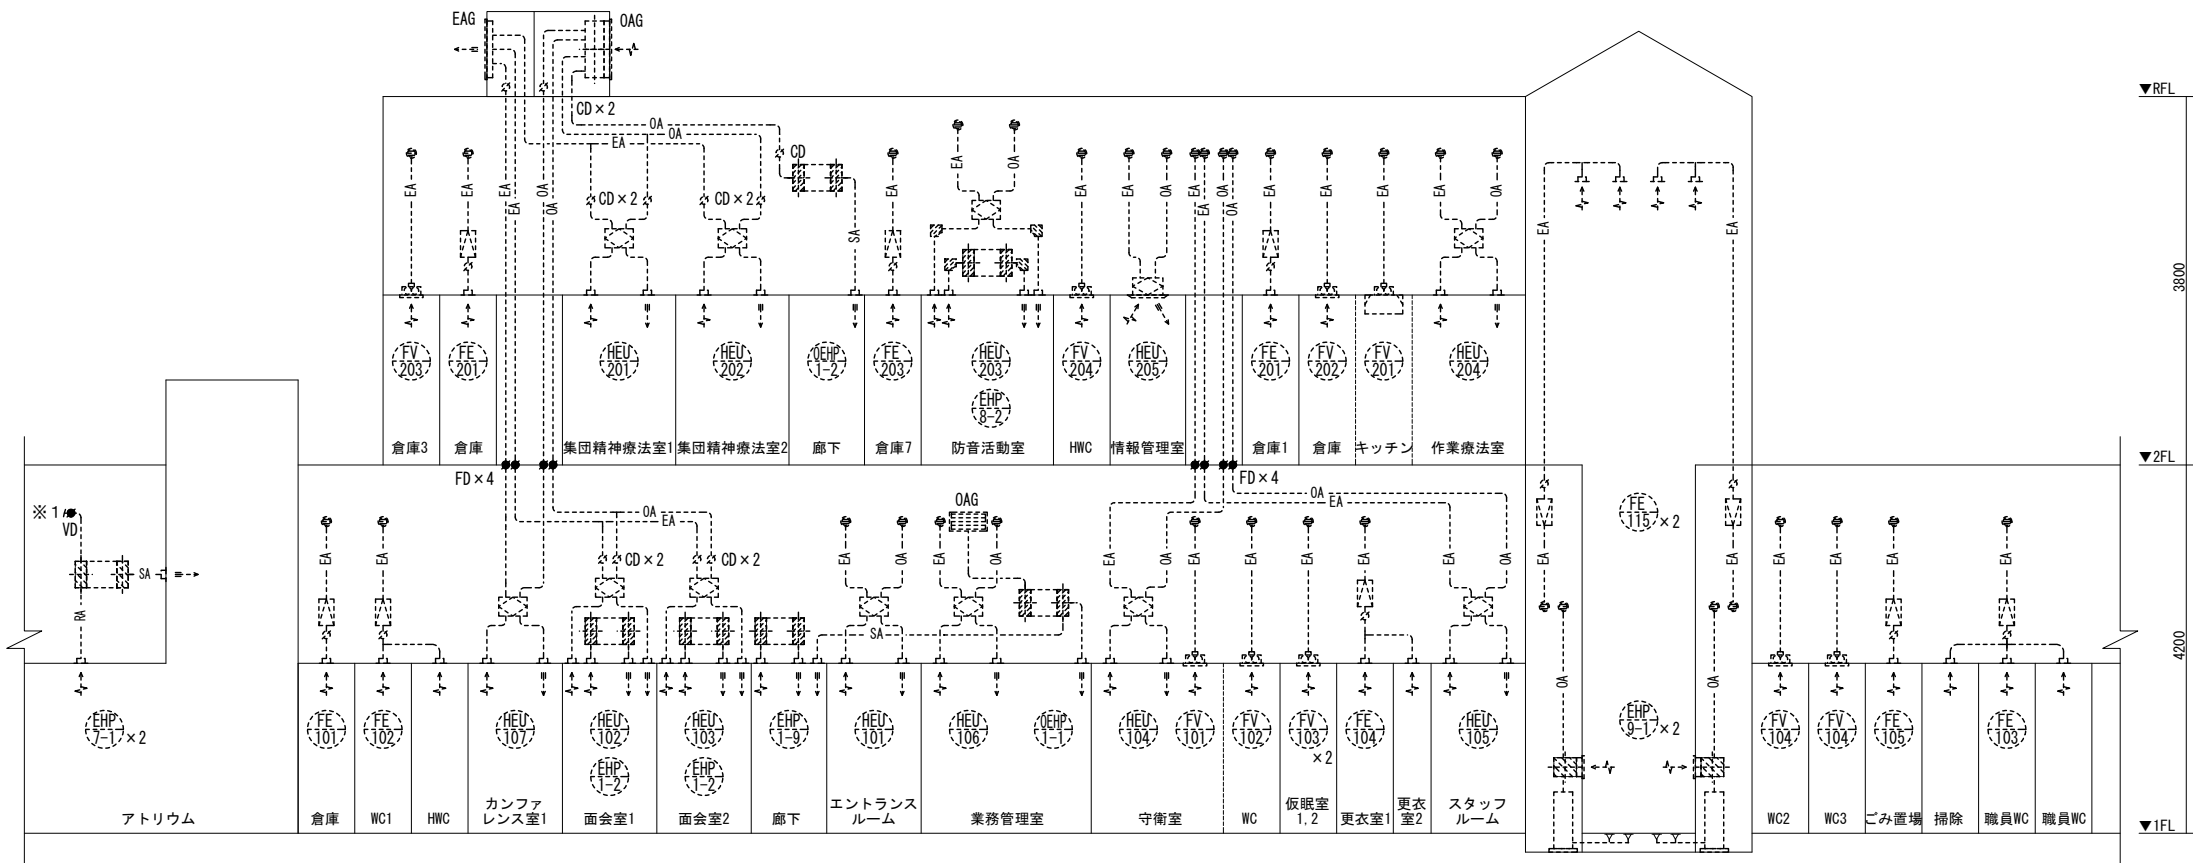 EAG
OAG
▼RFL
CD×2
OA
OA
EA
CD
EA
EA
EA
EA
OA
EA
OA
CD×2
CD×2
EA
EA
OA
EA
EA
OA
EA
OA
EA
EA
OA
EA
EA
EA
EA
OA
EA
EA
SA
3800
FV
203
FE
201
HEU
201
HEU
202
OEHP
1-2
FE
203
HEU
203
FV
204
HEU
205
FE
201
FV
202
FV
201
HEU
204
EHP
8-2
倉庫3
倉庫
集団精神療法室1
集団精神療法室2
廊下
倉庫7
防音活動室
HWC
情報管理室
倉庫1
倉庫
キッチン
作業療法室
▼2FL
FD×4
FD×4
※1
VD
OA
EA
OAG
OA
EA
FE
115
×2
EA
EA
CD×2
CD×2
EA
OA
EA
OA
EA
OA
EA
EA
EA
EA
EA
OA
EA
EA
EA
EA
EA
EA
SA
RA
SA
4200
OA
OA
EHP
7-1
×2
FE
101
FE
102
HEU
107
HEU
102
HEU
103
EHP
1-9
HEU
101
HEU
106
OEHP
1-1
HEU
104
FV
101
FV
102
FV
103
×2
FE
104
HEU
105
EHP
9-1
×2
FV
104
FV
104
FE
105
FE
103
EHP
1-2
EHP
1-2
アトリウム
倉庫
WC1
HWC
カンファ
レンス室1
面会室1
面会室2
廊下
エントランス
ルーム
業務管理室
守衛室
WC
仮眠室
1,2
更衣室1
更衣
室2
スタッフ
ルーム
WC2
WC3
ごみ置場
掃除
職員WC
職員WC
▼1FL